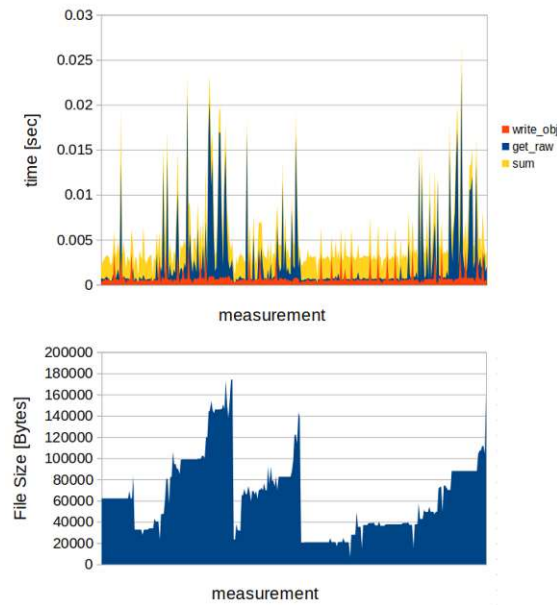 0.03
0.025
0.02
0.015
0.01
0.005
0
time [sec]
write_obj
get_raw
sum
measurement
200000
180000
160000
140000
120000
100000
80000
60000
40000
20000
0
File Size [Bytes]
measurement